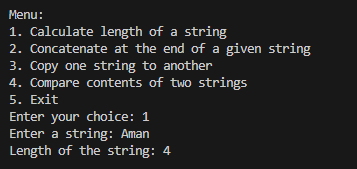 Menu:
1. Calculate length of a string
2. Concatenate at the end of a given string
3. Copy one string to another
4. Compare contents of two strings
5. Exit
Enter your choice: 1
Enter a string: Aman
Length of the string: 4